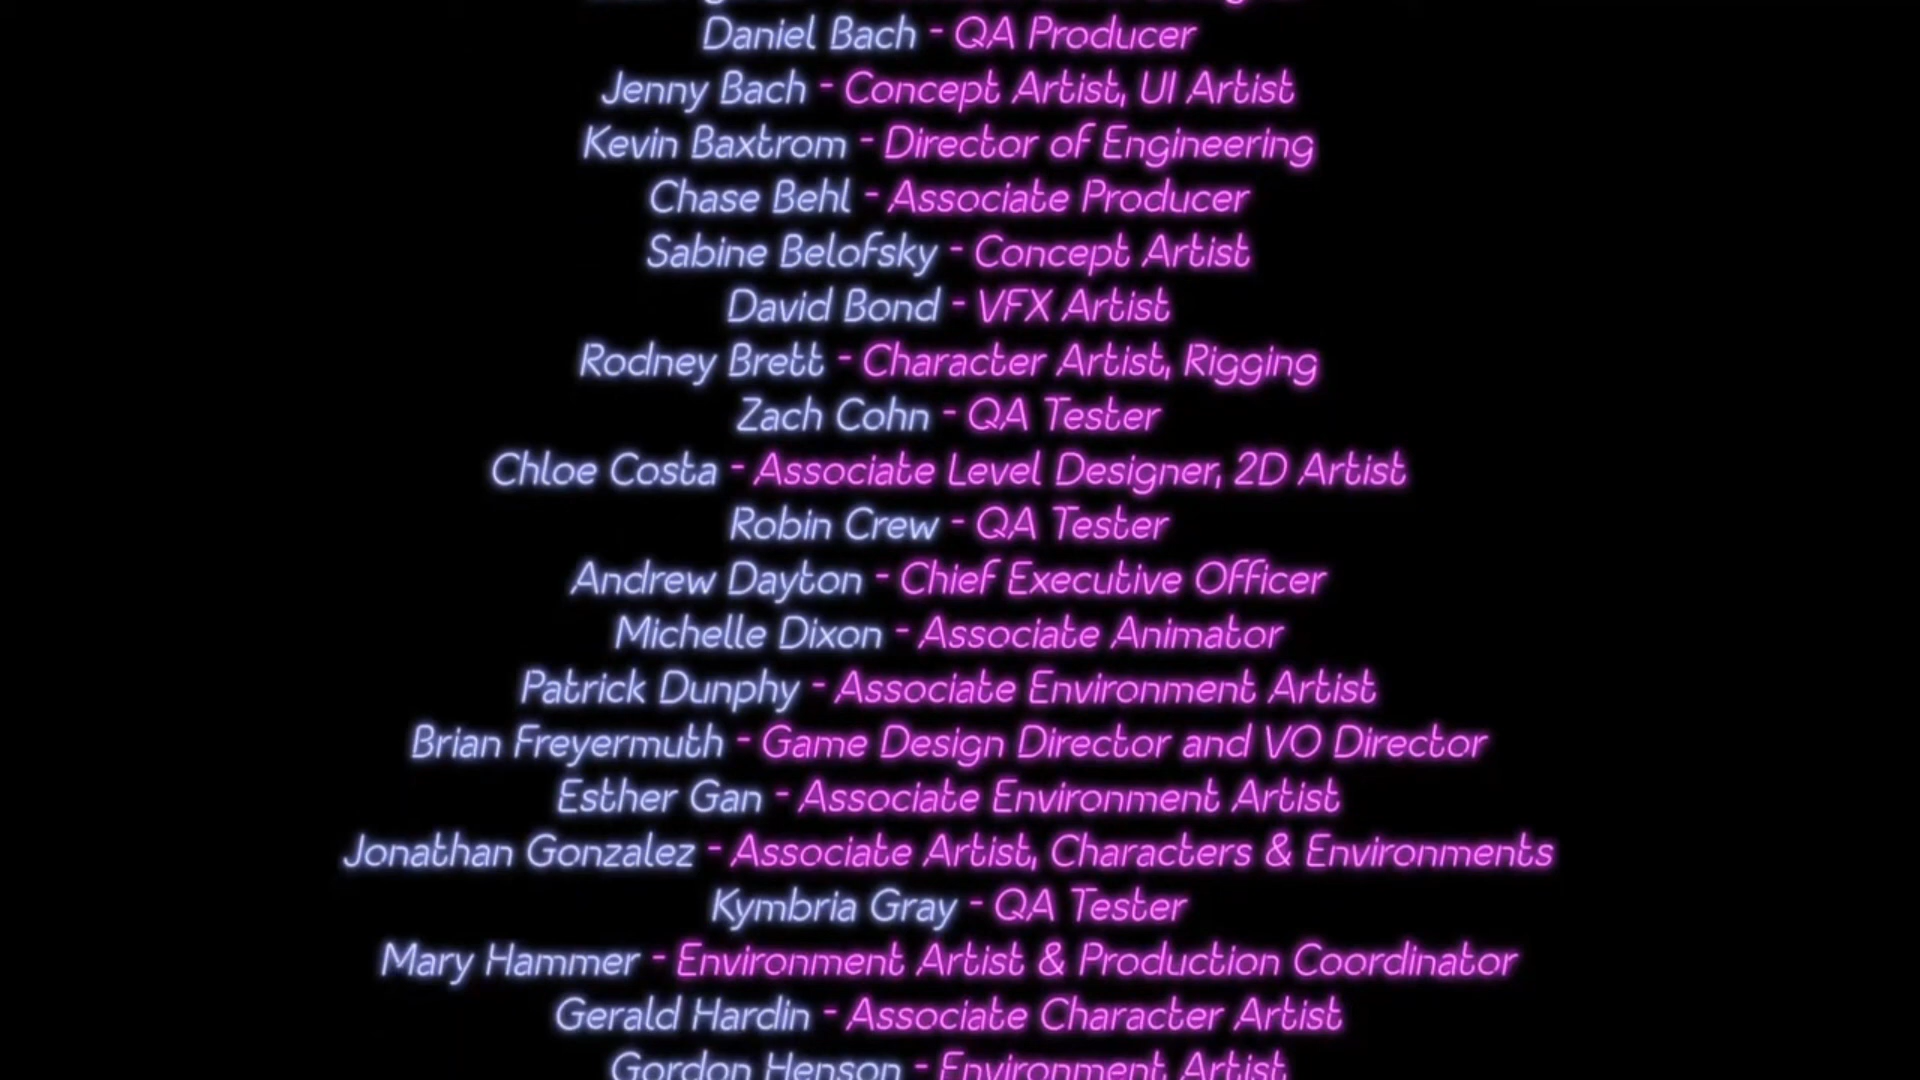 Daniel Bach - QA Producer
Jenny Bach - Concept Artist, UI Artist
Kevin Baxtrom - Director of Engineering
Chase Behl - Associate Producer
Sabine Belofsky - Concept Artist
David Bond - VFX Artist
Rodney Brett - Character Artist, Rigging
Zach Cohn - QA Tester
Chloe Costa - Associate Level Designer, 2D Artist
Robin Crew - QA Tester
Andrew Dayton - Chief Executive Officer
Michelle Dixon - Associate Animator
Patrick Dunphy - Associate Environment Artist
Brian Freyermuth - Game Design Director and VO Director
Esther Gan - Associate Environment Artist
Jonathan Gonzalez - Associate Artist, Characters & Environments
Kymbria Gray - QA Tester
Mary Hammer - Environment Artist & Production Coordinator
Gerald Hardin - Associate Character Artist
Gordon Henson - Environment Artist